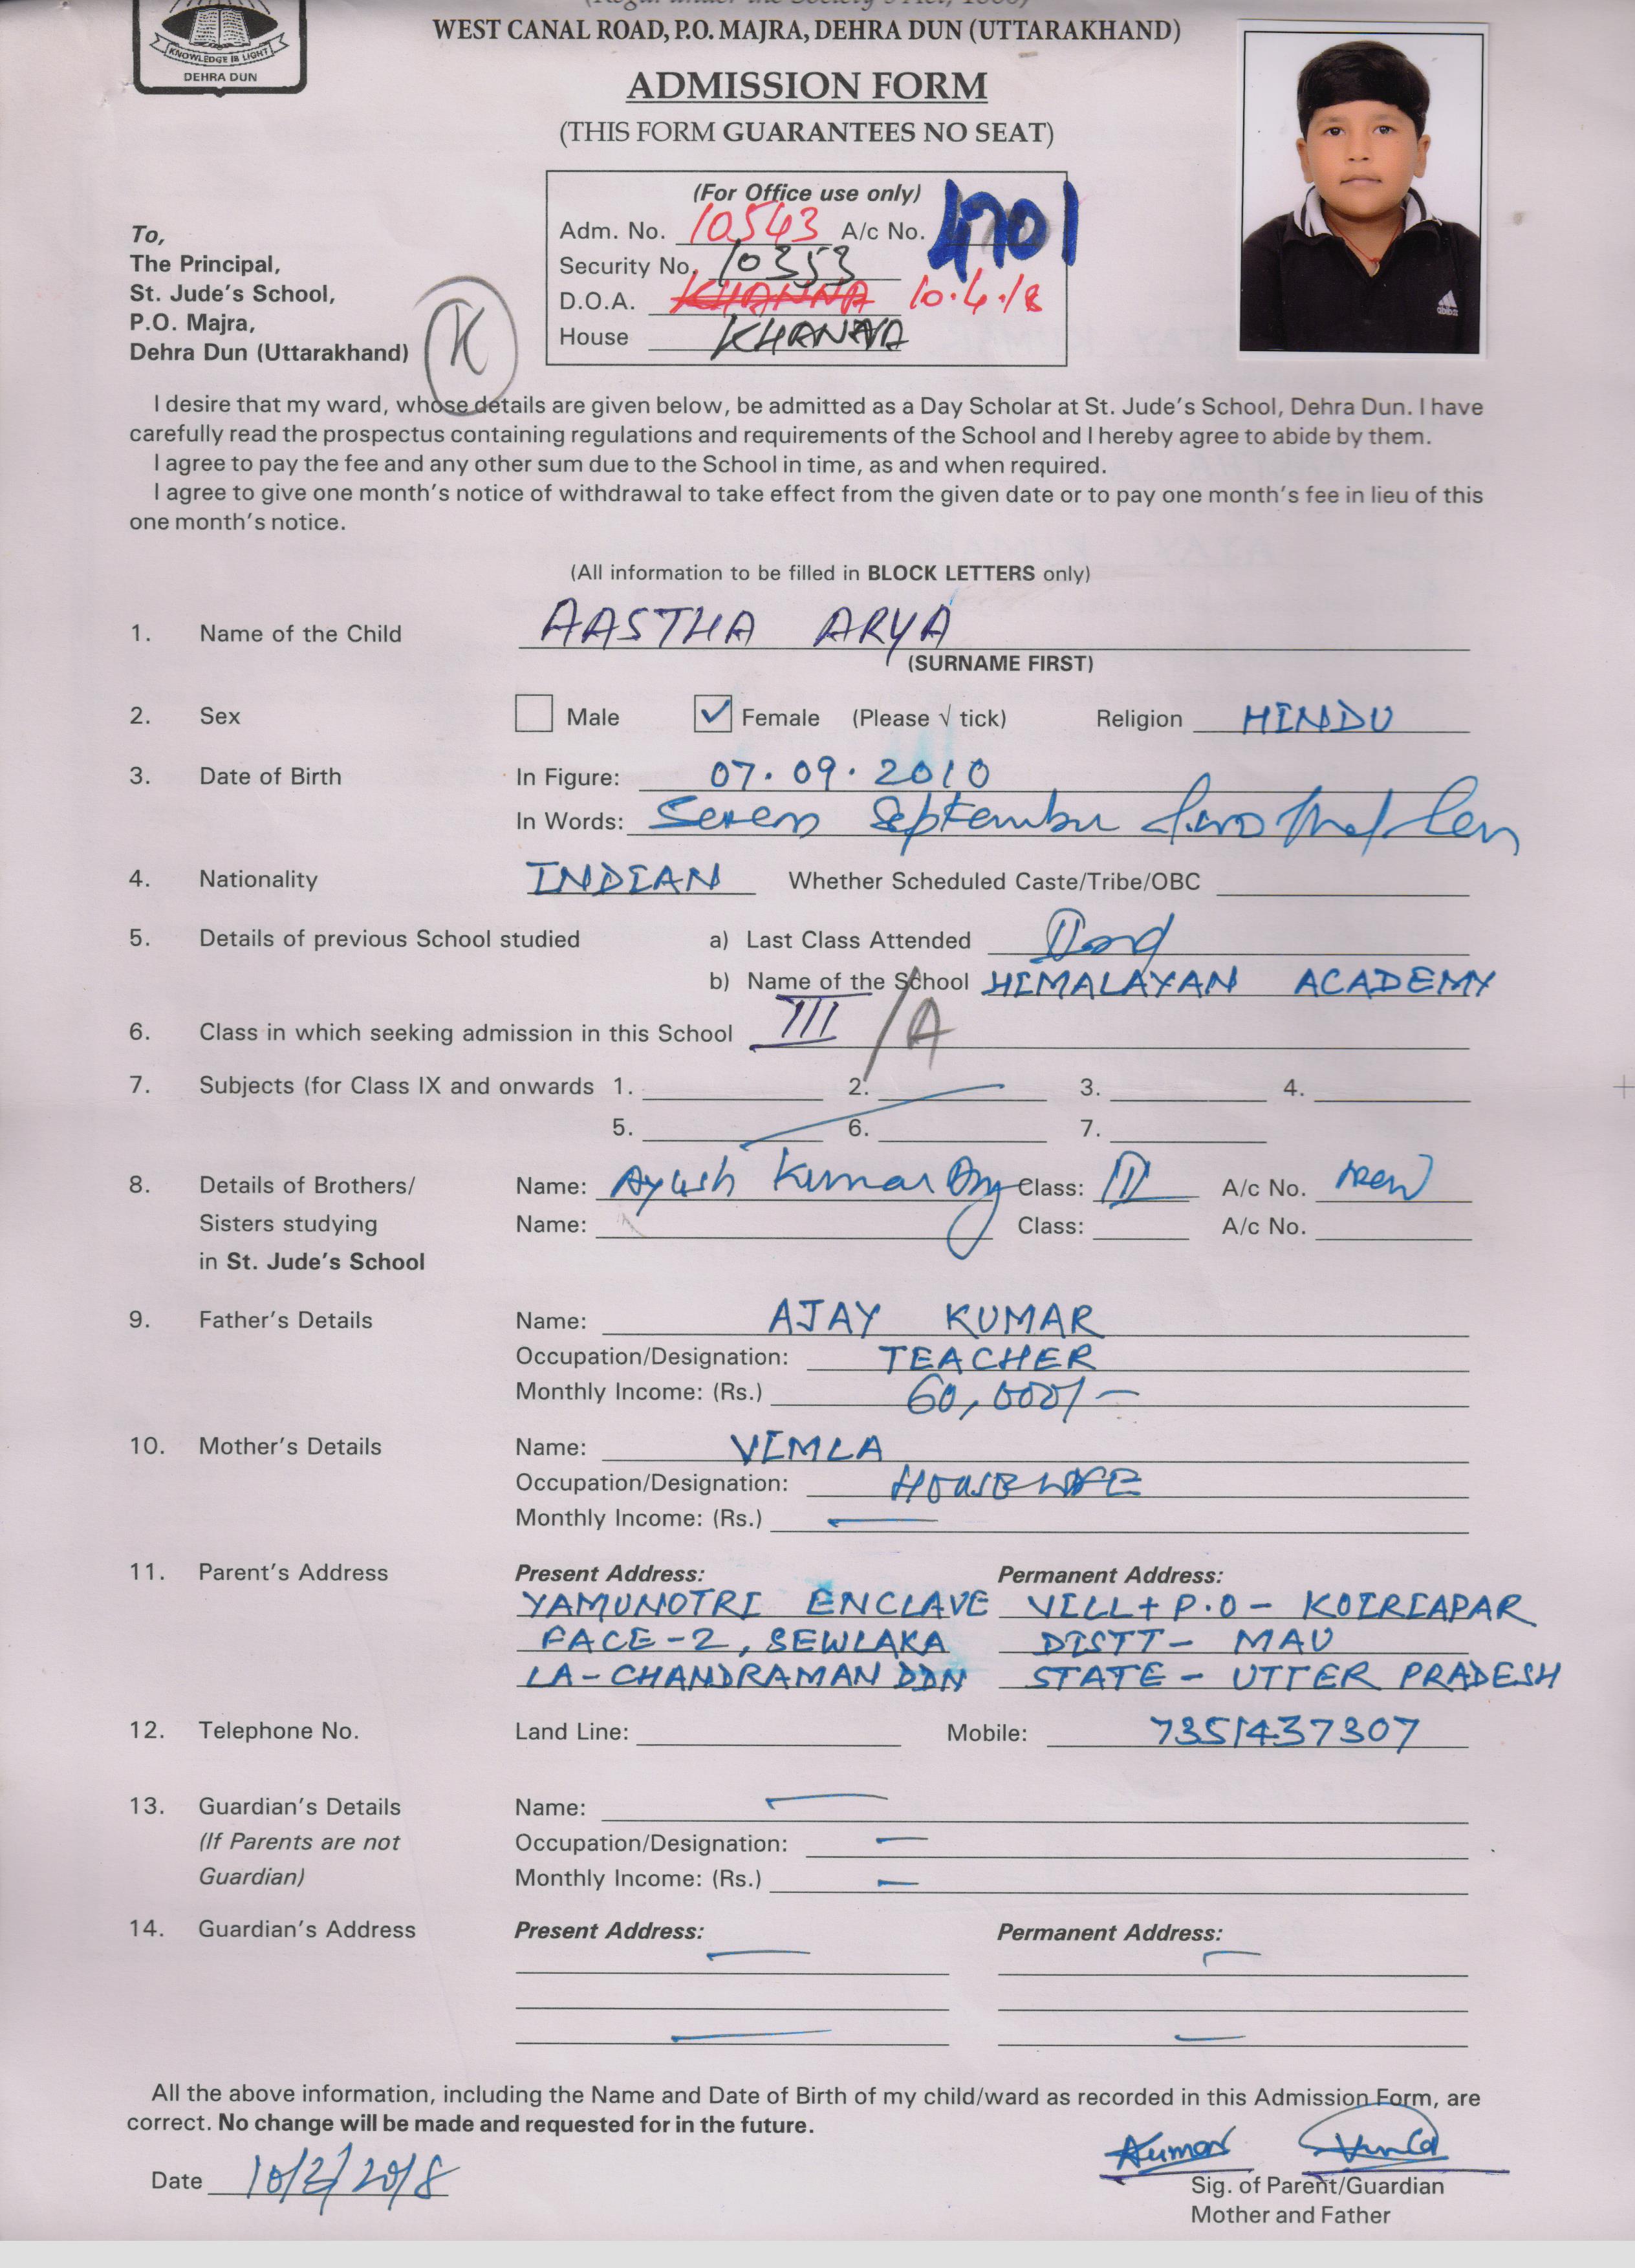 KNOWLEDGE IS LIGHT
DEHRA DUN
WEST CANAL ROAD, P.O. MAJRA, DEHRA DUN (UTTARAKHAND)
ADMISSION FORM
(THIS FORM GUARANTEES NO SEAT)
(For Office use only)
Adm. No. 10543 A/c No. 4701
Security No. 10353
D.O.A. KHANNA 10.4.18
House KHANNA
adidas
To,
The Principal,
St. Jude's School,
P.O. Majra,
Dehra Dun (Uttarakhand)
K
I desire that my ward, whose details are given below, be admitted as a Day Scholar at St. Jude's School, Dehra Dun. I have
carefully read the prospectus containing regulations and requirements of the School and I hereby agree to abide by them.
I agree to pay the fee and any other sum due to the School in time, as and when required.
I agree to give one month's notice of withdrawal to take effect from the given date or to pay one month's fee in lieu of this
one month's notice.
(All information to be filled in BLOCK LETTERS only)
1. Name of the Child AASTHA ARYA
(SURNAME FIRST)
2. Sex Male ✓ Female (Please √ tick) Religion HINDU
3. Date of Birth In Figure: 07.09.2010
In Words: Seven September
4. Nationality INDIAN Whether Scheduled Caste/Tribe/OBC
5. Details of previous School studied a) Last Class Attended
b) Name of the School HIMALAYAN ACADEMY
6. Class in which seeking admission in this School III /A
7. Subjects (for Class IX and onwards 1. 2. 3. 4.
5. 6. 7.
8. Details of Brothers/ Name: Ayush Kumar Class: A/c No. new
Sisters studying Name: Class: A/c No.
in St. Jude's School
9. Father's Details Name: AJAY KUMAR
Occupation/Designation: TEACHER
Monthly Income: (Rs.) 60,000/-
10. Mother's Details Name: VIMLA
Occupation/Designation: HOUSEWIFE
Monthly Income: (Rs.) —
11. Parent's Address Present Address: Permanent Address:
YAMUNOTRI ENCLAVE VILL+P.O- KOIRIAPAR
FACE-2, SEWLAKA DISTT- MAU
LA-CHANDRAMAN DDN STATE- UTTER PRADESH
12. Telephone No. Land Line: Mobile: 7351437307
13. Guardian's Details Name: —
(If Parents are not Occupation/Designation: —
Guardian) Monthly Income: (Rs.) —
14. Guardian's Address Present Address: Permanent Address:
All the above information, including the Name and Date of Birth of my child/ward as recorded in this Admission Form, are
correct. No change will be made and requested for in the future.
Kumar Vimla
Date 10/2/2018
Sig. of Parent/Guardian
Mother and Father